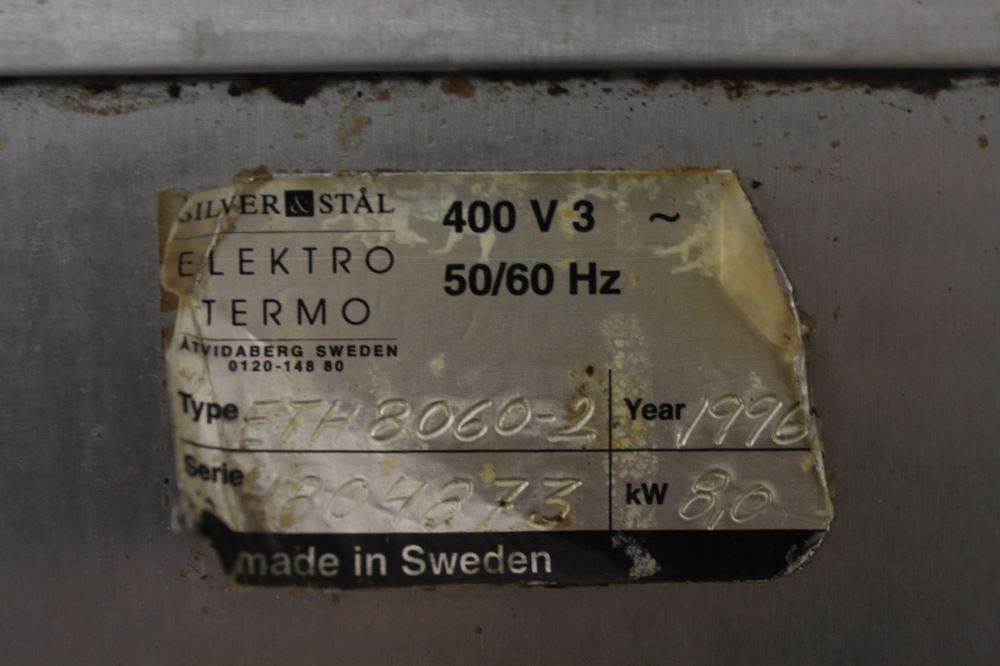 SILVER & STÅL
ELEKTRO
TERMO
ÅTVIDABERG SWEDEN
0120-148 80
400 V 3 ~
50/60 Hz
Type ETH 8060-2
Year 1996
Serie
kW 8,0
made in Sweden